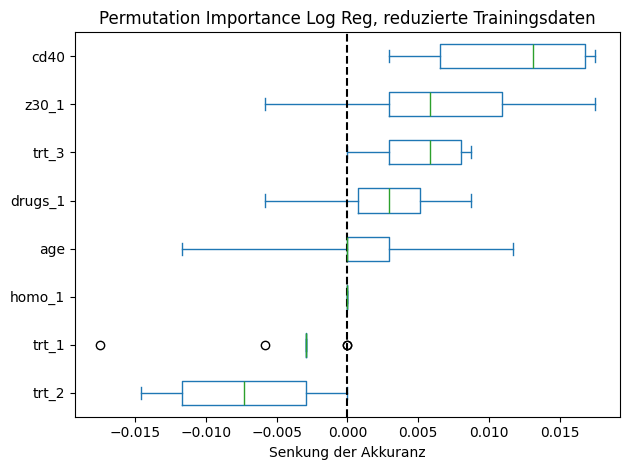 Permutation Importance Log Reg, reduzierte Trainingsdaten
cd40
z30_1
trt_3
drugs_1
age
homo_1
trt_1
trt_2
−0.015 −0.010 −0.005 0.000 0.005 0.010 0.015
Senkung der Akkuranz